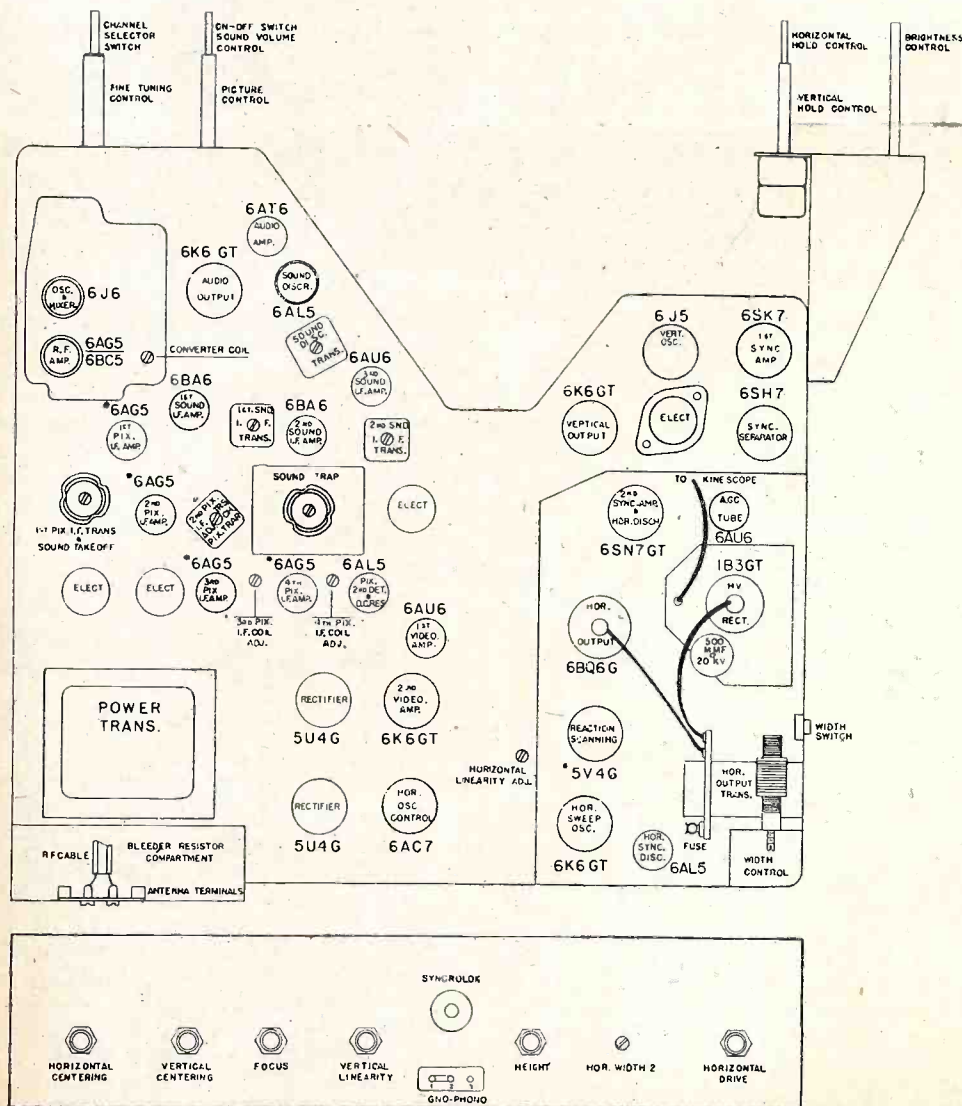 CHANNEL
SELECTOR
SWITCH
FINE TUNING
CONTROL
ON-OFF SWITCH
SOUND VOLUME
CONTROL
PICTURE
CONTROL
HORIZONTAL
HOLD CONTROL
VERTICAL
HOLD CONTROL
BRIGHTNESS
CONTROL
6AT6
AUDIO
AMP.
6K6 GT
AUDIO
OUTPUT
SOUND
DISCR.
6AL5
OSC.
&
MIXER
6J6
R.F.
AMP.
6AG5
6BC5
CONVERTER COIL
SOUND DISC.
TRANS.
6AU6
3RD
SOUND
I.F. AMP.
6BA6
1ST
SOUND
I.F. AMP.
*6AG5
1ST
PIX.
I.F. AMP.
1ST. SND
I. F.
TRANS.
6BA6
2ND
SOUND
I.F. AMP.
2ND SND
I. F.
TRANS.
*6AG5
2ND
PIX.
I.F. AMP.
1ST PIX. I.F. TRANS
&
SOUND TAKEOFF
2ND PIX.
I.F. TRANS
ADJ. CH.
PIX. TRAP
SOUND TRAP
ELECT
ELECT
ELECT
*6AG5
3RD
PIX
I.F. AMP.
*6AG5
4TH
PIX.
I.F. AMP.
6AL5
PIX.
2ND DET.
&
D.C. RES
3RD PIX.
I.F. COIL
ADJ.
4TH PIX.
I.F. COIL
ADJ.
6AU6
1ST
VIDEO
AMP.
POWER
TRANS.
RECTIFIER
5U4G
2ND
VIDEO.
AMP.
6K6GT
RECTIFIER
5U4G
HOR.
OSC
CONTROL
6AC7
HORIZONTAL
LINEARITY ADJ.
RF CABLE
BLEEDER RESISTOR
COMPARTMENT
ANTENNA TERMINALS
6J5
VERT.
OSC.
6SK7
1ST
SYNC
AMP
6K6GT
VERTICAL
OUTPUT
ELECT
6SH7
SYNC.
SEPARATOR
TO KINESCOPE
2ND
SYNC. AMP.
&
HOR. DISCH
6SN7GT
A.G.C
TUBE
6AU6
1B3GT
HV
RECT.
500
MMF
20 KV
HOR.
OUTPUT
6BQ6G
REACTION
SCANNING
*5V4G
HOR.
SWEEP
OSC.
6K6GT
HOR.
SYNC
DISC.
6AL5
FUSE
HOR.
OUTPUT
TRANS.
WIDTH
SWITCH
WIDTH
CONTROL
SYNCROLOK
HORIZONTAL
CENTERING
VERTICAL
CENTERING
FOCUS
VERTICAL
LINEARITY
1 2 3
GND-PHONO
HEIGHT
HOR. WIDTH 2
HORIZONTAL
DRIVE